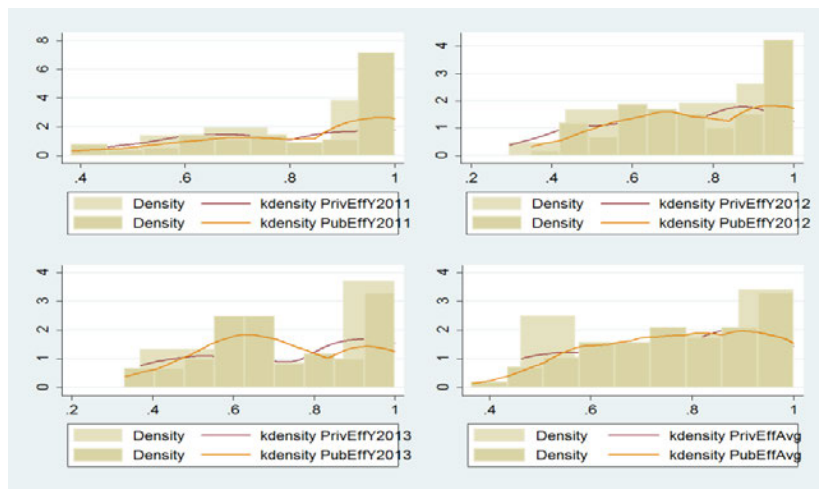 8
6
4
2
0
.4 .6 .8 1
Density kdensity PrivEffY2011
Density kdensity PubEffY2011
4
3
2
1
0
.2 .4 .6 .8 1
Density kdensity PrivEffY2012
Density kdensity PubEffY2012
4
3
2
1
0
.2 .4 .6 .8 1
Density kdensity PrivEffY2013
Density kdensity PubEffY2013
4
3
2
1
0
.4 .6 .8 1
Density kdensity PrivEffAvg
Density kdensity PubEffAvg